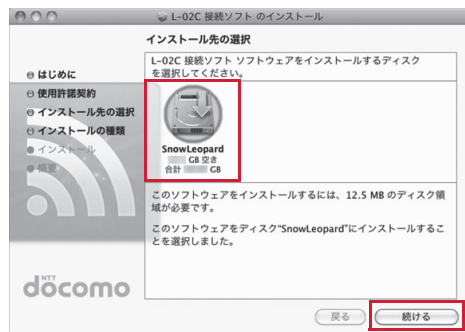 L-02C 接続ソフト のインストール
インストール先の選択
はじめに
使用許諾契約
インストール先の選択
インストールの種類
インストール
概要
L-02C 接続ソフト ソフトウェアをインストールするディスク
を選択してください。
SnowLeopard
GB 空き
合計 GB
このソフトウェアをインストールするには、12.5 MB のディスク領
域が必要です。
このソフトウェアをディスク“SnowLeopard”にインストールするこ
とを選択しました。
NTT
docomo
戻る
続ける